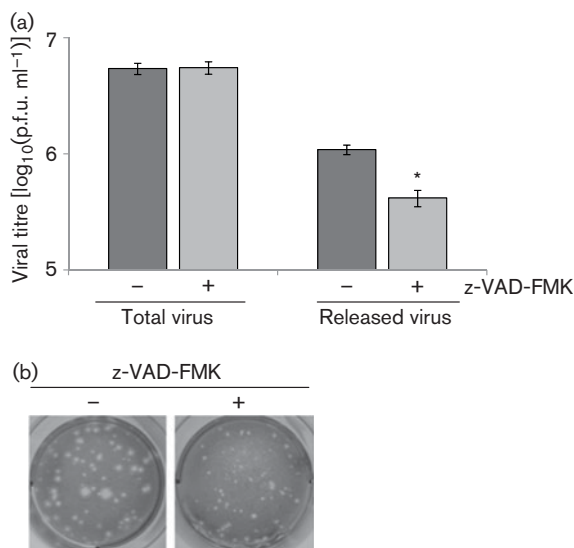 (a)
7
6
5
Viral titre [log₁₀(p.f.u. ml⁻¹)]
*
− + − + z-VAD-FMK
Total virus Released virus
(b)
z-VAD-FMK
− +